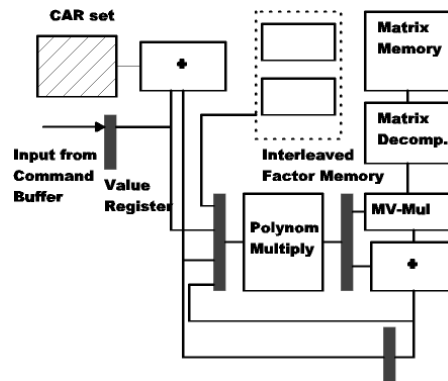 CAR set
+
Matrix
Memory
Matrix
Decomp.
Input from
Command
Buffer
Value
Register
Interleaved
Factor Memory
Polynom
Multiply
MV-Mul
+